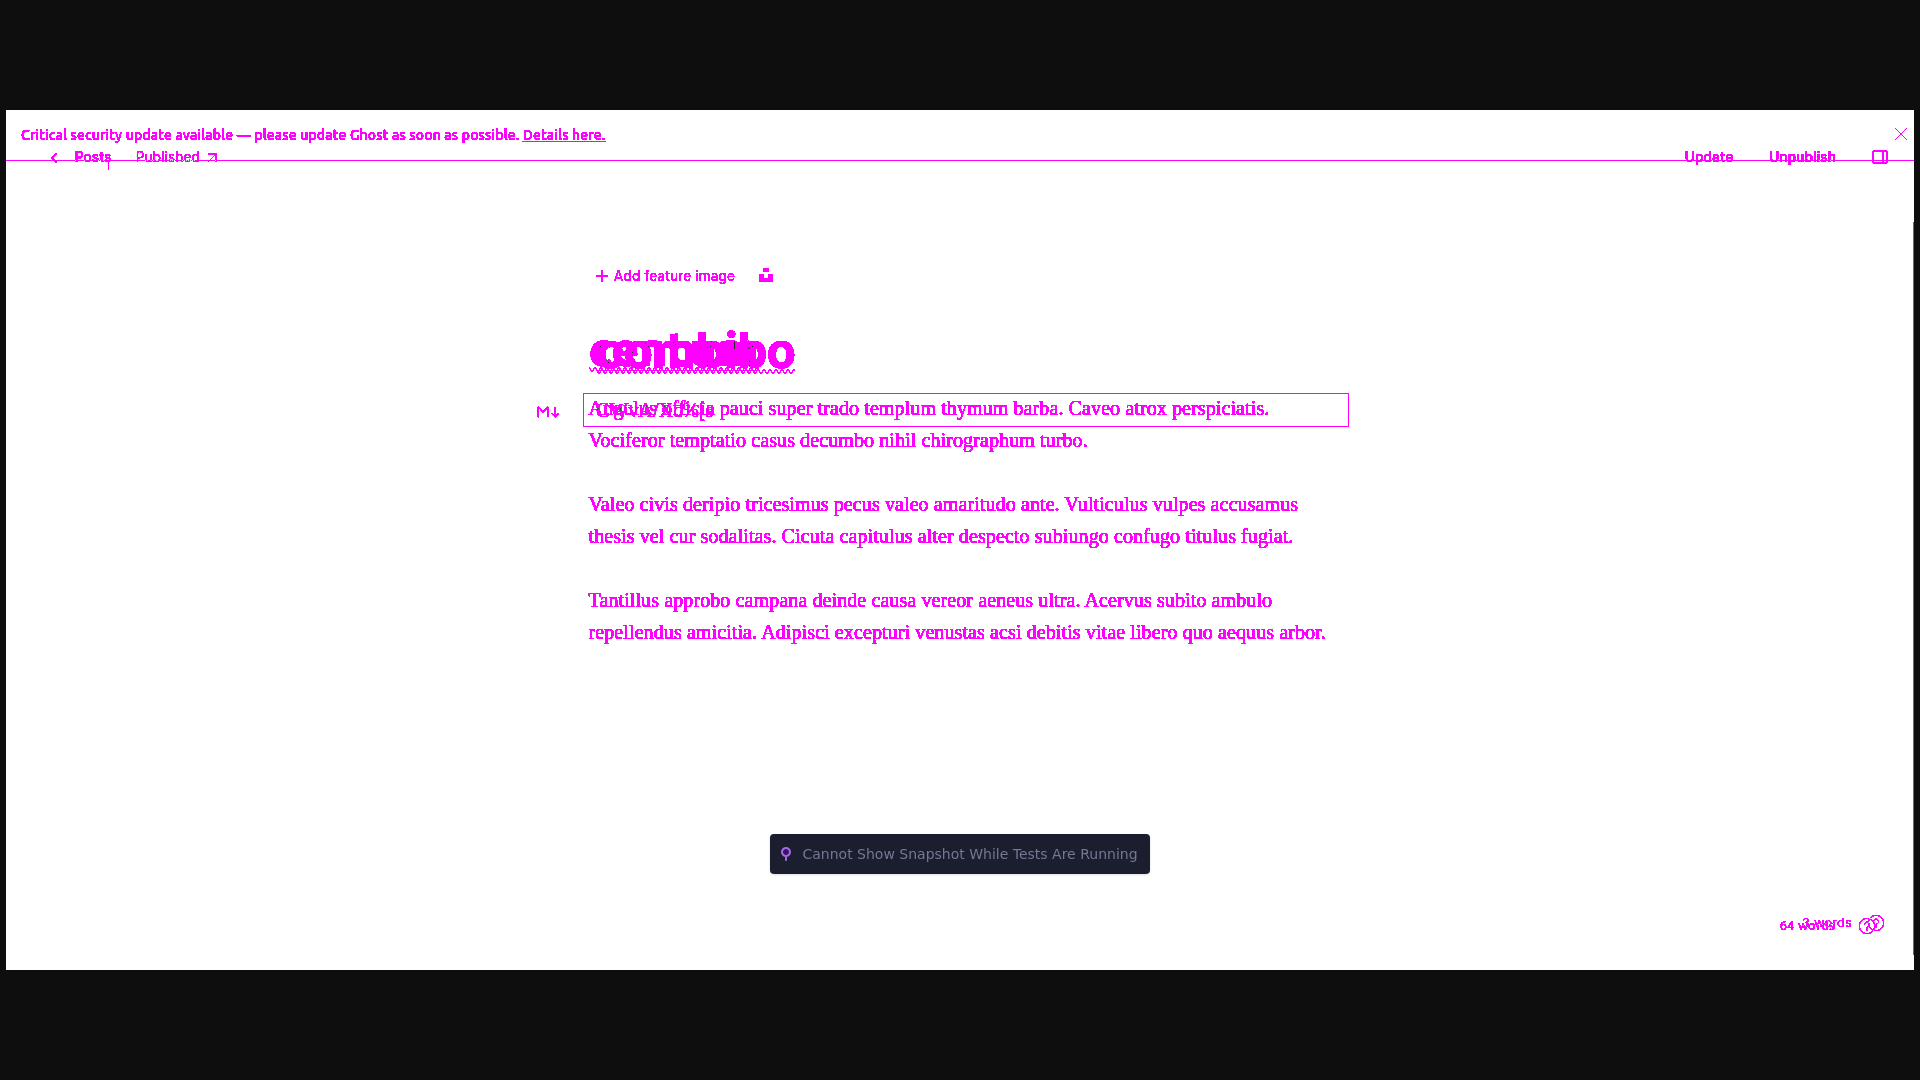 Critical security update available — please update Ghost as soon as possible. Details here.
Posts Published Update Unpublish
Add feature image
pauci super trado templum thymum barba. Caveo atrox perspiciatis.
Vociferor temptatio casus decumbo nihil chirographum turbo.
Valeo civis deripio tricesimus pecus valeo amaritudo ante. Vulticulus vulpes accusamus
thesis vel cur sodalitas. Cicuta capitulus alter despecto subiungo confugo titulus fugiat.
Tantillus approbo campana deinde causa vereor aeneus ultra. Acervus subito ambulo
repellendus amicitia. Adipisci excepturi venustas acsi debitis vitae libero quo aequus arbor.
Cannot Show Snapshot While Tests Are Running
64 words 3 words